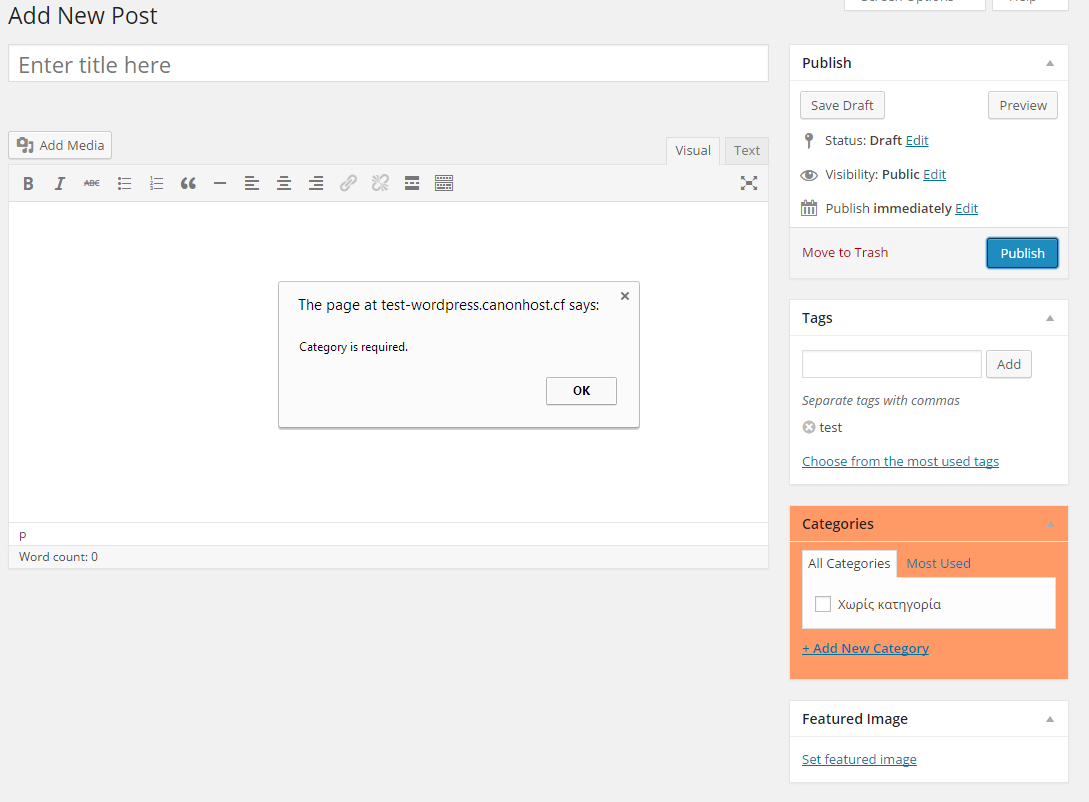 Add New Post
Enter title here
Add Media
Visual
Text
B I ABC
The page at test-wordpress.canonhost.cf says:
Category is required.
OK
p
Word count: 0
Publish
Save Draft
Preview
Status: Draft Edit
Visibility: Public Edit
Publish immediately Edit
Move to Trash
Publish
Tags
Add
Separate tags with commas
test
Choose from the most used tags
Categories
All Categories
Most Used
Χωρίς κατηγορία
+ Add New Category
Featured Image
Set featured image